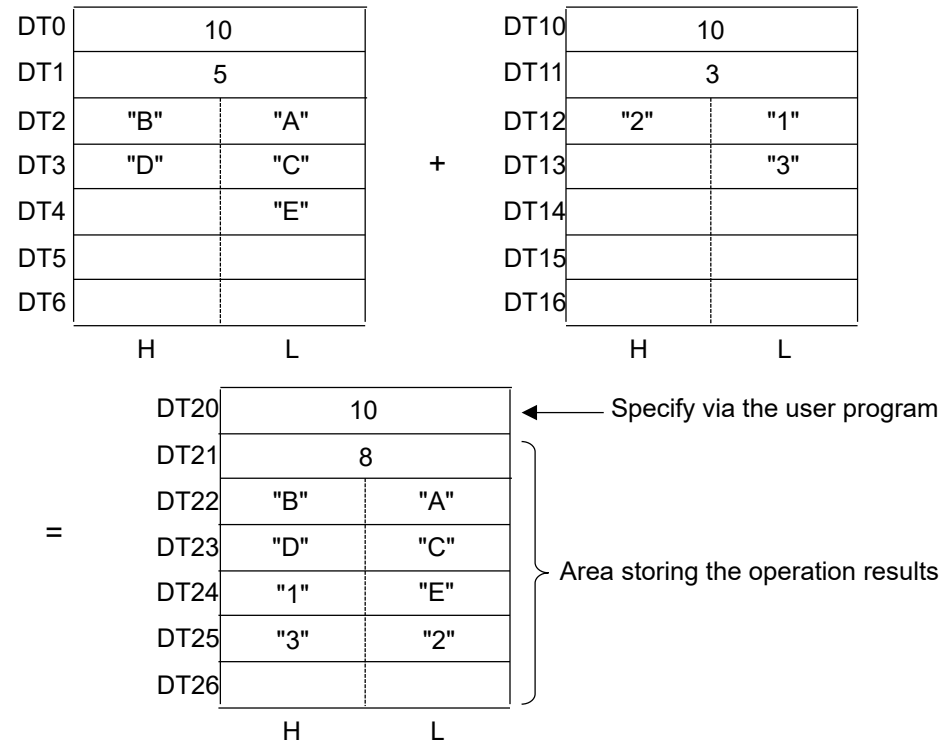 DT0 10 DT10 10
DT1 5 DT11 3
DT2 "B" "A" DT12 "2" "1"
DT3 "D" "C" + DT13 "3"
DT4 "E" DT14
DT5 DT15
DT6 DT16
H L H L
DT20 10 Specify via the user program
DT21 8
DT22 "B" "A"
= DT23 "D" "C"
Area storing the operation results
DT24 "1" "E"
DT25 "3" "2"
DT26
H L